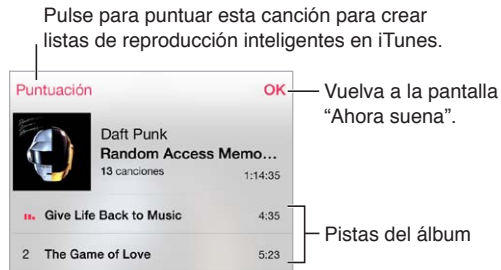 Pulse para puntuar esta canción para crear
listas de reproducción inteligentes en iTunes.
Puntuación
OK
Vuelva a la pantalla
“Ahora suena”.
Daft Punk
Random Access Memo...
13 canciones
1:14:35
Give Life Back to Music
4:35
Pistas del álbum
2 The Game of Love
5:23